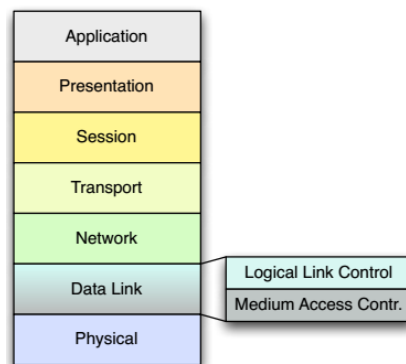 Application
Presentation
Session
Transport
Network
Data Link
Physical
Logical Link Control
Medium Access Contr.